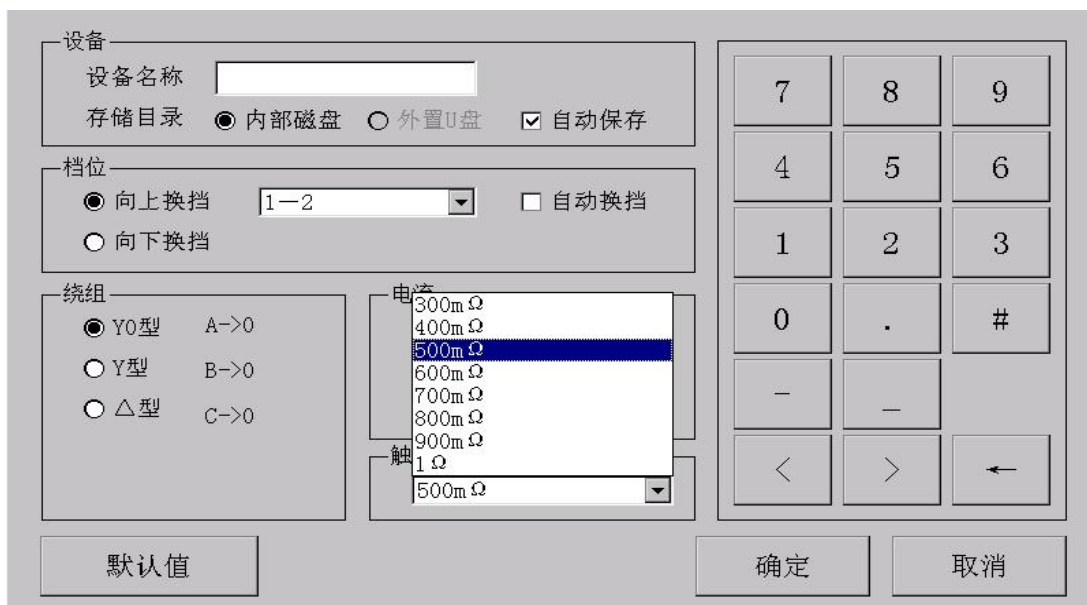 设备
设备名称
存储目录 内部磁盘 外置U盘 自动保存
档位
向上换挡 1—2 自动换挡
向下换挡
绕组
Y0型 A->0
Y型 B->0
△型 C->0
300mΩ
400mΩ
500mΩ
600mΩ
700mΩ
800mΩ
900mΩ
1Ω
触
500mΩ
7 8 9
4 5 6
1 2 3
0 . #
- _
< > ←
默认值 确定 取消